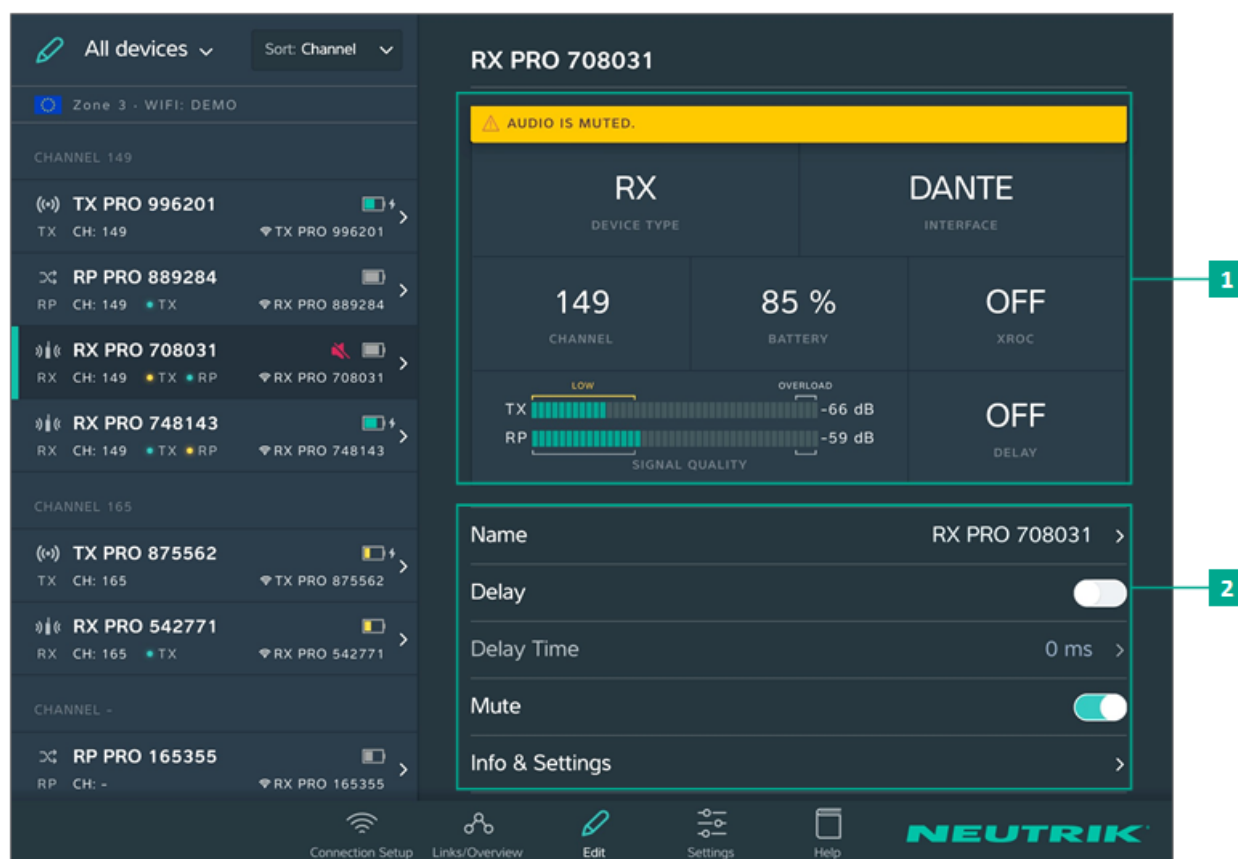 All devices
Sort: Channel
Zone 3 - WIFI: DEMO
CHANNEL 149
TX PRO 996201
TX CH: 149 TX PRO 996201
RP PRO 889284
RP CH: 149 • TX RX PRO 889284
RX PRO 708031
RX CH: 149 • TX • RP RX PRO 708031
RX PRO 748143
RX CH: 149 • TX • RP RX PRO 748143
CHANNEL 165
TX PRO 875562
TX CH: 165 TX PRO 875562
RX PRO 542771
RX CH: 165 • TX RX PRO 542771
CHANNEL -
RP PRO 165355
RP CH: - RX PRO 165355
RX PRO 708031
AUDIO IS MUTED.
RX DANTE
DEVICE TYPE INTERFACE
149 85 % OFF
CHANNEL BATTERY XROC
LOW OVERLOAD
TX -66 dB
RP -59 dB
SIGNAL QUALITY
OFF
DELAY
1
Name RX PRO 708031
Delay
Delay Time 0 ms
Mute
Info & Settings
2
Connection Setup Links/Overview Edit Settings Help
NEUTRIK